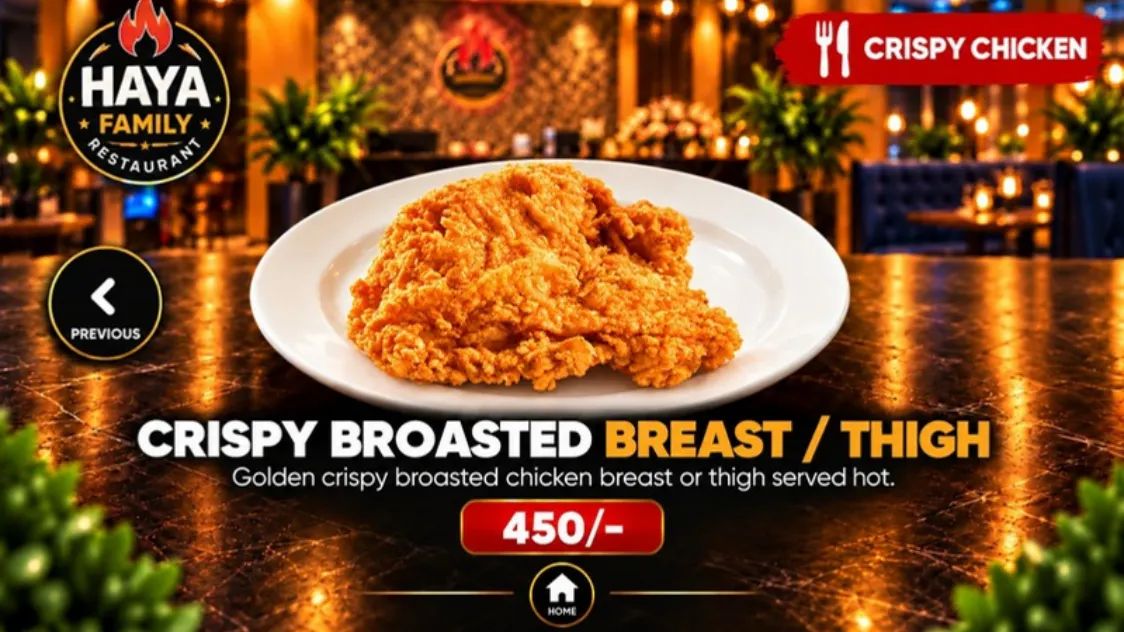 HAYA
FAMILY
RESTAURANT
CRISPY CHICKEN
PREVIOUS
CRISPY BROASTED BREAST / THIGH
Golden crispy broasted chicken breast or thigh served hot.
450/-
HOME